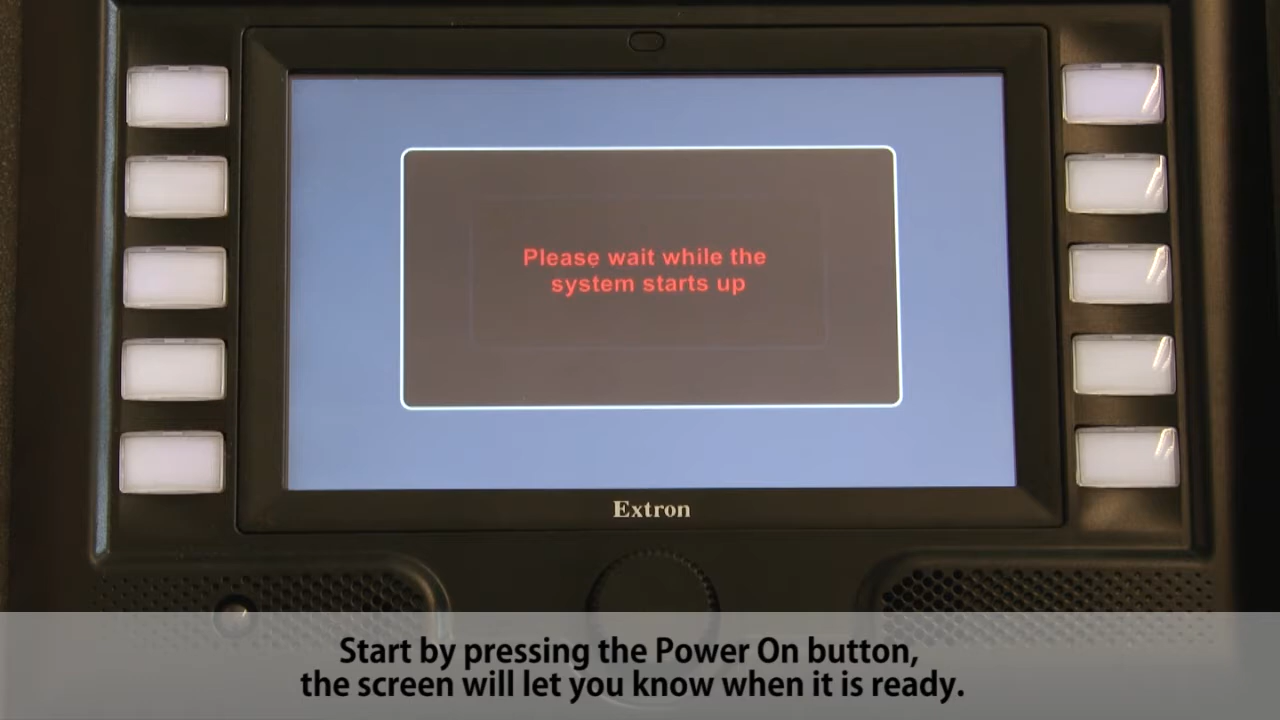 Please wait while the
system starts up
Extron
Start by pressing the Power On button,
the screen will let you know when it is ready.